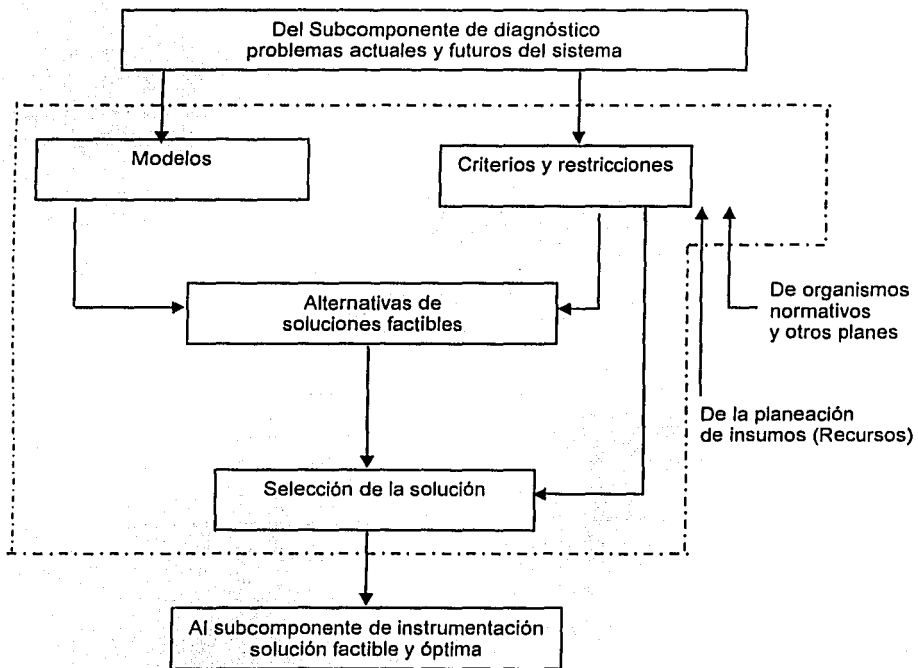 Del Subcomponente de diagnóstico
problemas actuales y futuros del sistema
Modelos
Criterios y restricciones
Alternativas de
soluciones factibles
De organismos
normativos
y otros planes
De la planeación
de insumos (Recursos)
Selección de la solución
Al subcomponente de instrumentación
solución factible y óptima